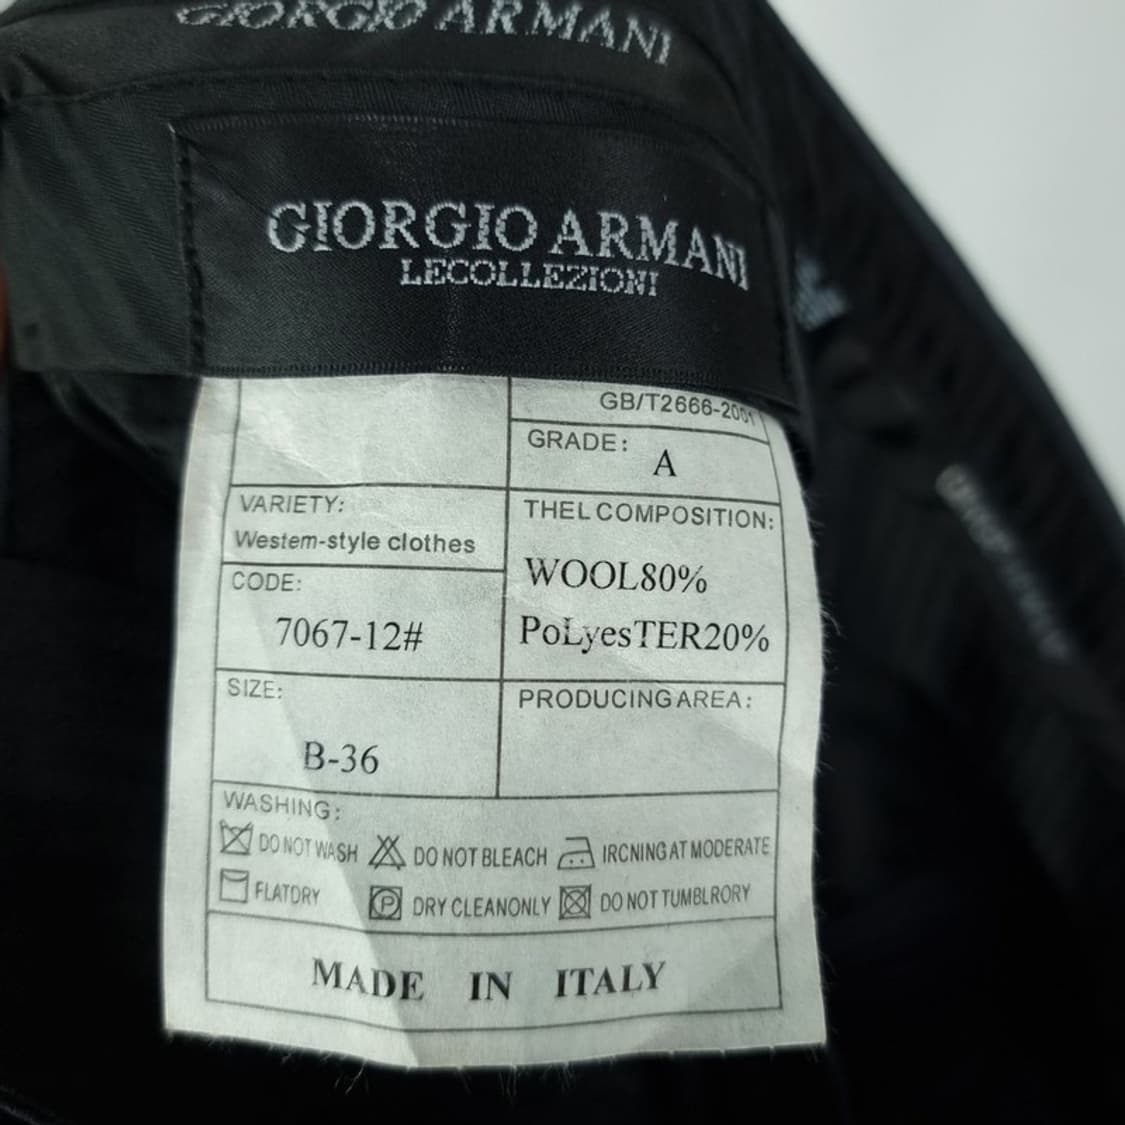 GIORGIO ARMANI
GIORGIO ARMANI
LECOLLEZIONI
GB/T2666-2001
GRADE:
A
VARIETY:
Westem-style clothes
THEL COMPOSITION:
WOOL80%
PoLyesTER20%
CODE:
7067-12#
SIZE:
B-36
PRODUCING AREA:
WASHING:
DO NOT WASH DO NOT BLEACH IRCNING AT MODERATE
FLATDRY P DRY CLEANONLY DO NOT TUMBLRORY
MADE IN ITALY